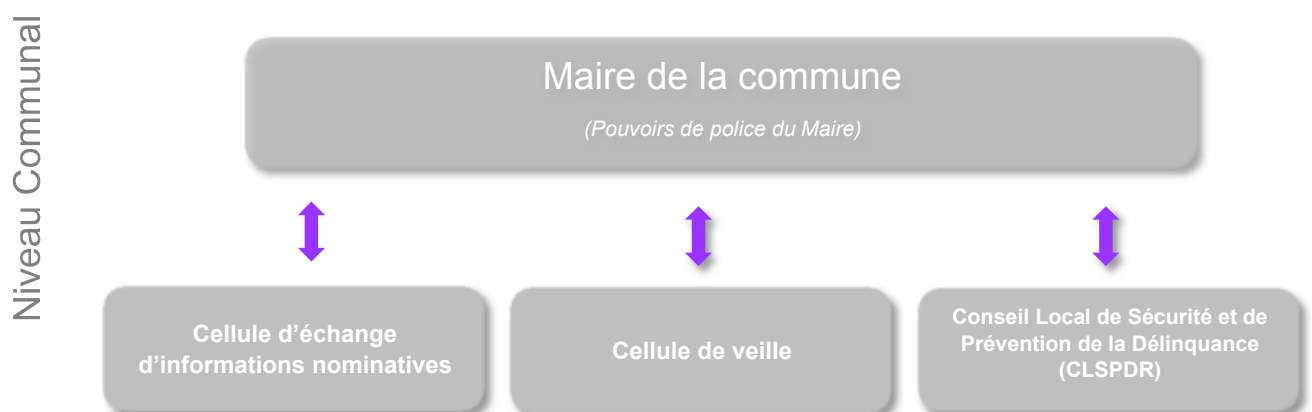 Niveau Communal
Maire de la commune
(Pouvoirs de police du Maire)
Cellule d’échange
d’informations nominatives
Cellule de veille
Conseil Local de Sécurité et de
Prévention de la Délinquance
(CLSPDR)